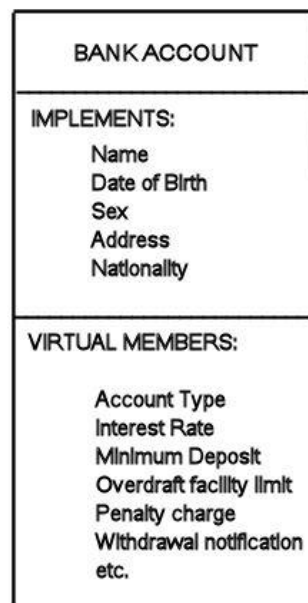 BANK ACCOUNT
IMPLEMENTS:
Name
Date of Birth
Sex
Address
Nationality
VIRTUAL MEMBERS:
Account Type
Interest Rate
Minimum Deposit
Overdraft facility limit
Penalty charge
Withdrawal notification
etc.